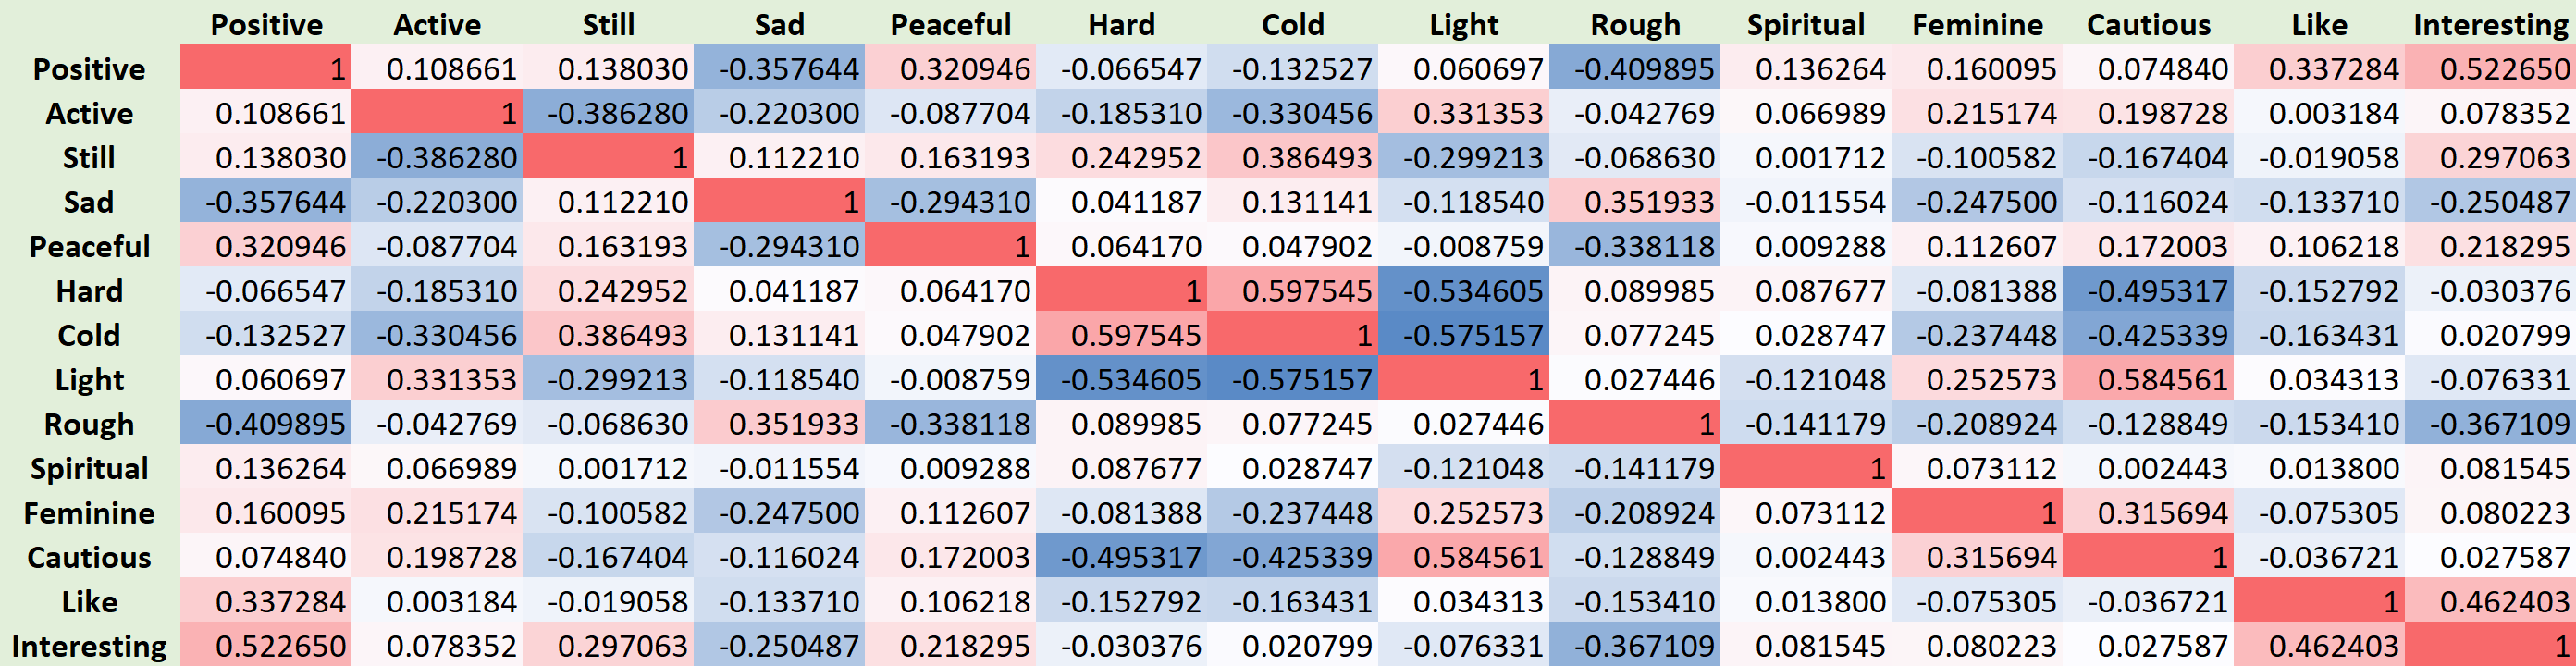 Positive Active Still Sad Peaceful Hard Cold Light Rough Spiritual Feminine Cautious Like Interesting
Positive 1 0.108661 0.138030 -0.357644 0.320946 -0.066547 -0.132527 0.060697 -0.409895 0.136264 0.160095 0.074840 0.337284 0.522650
Active 0.108661 1 -0.386280 -0.220300 -0.087704 -0.185310 -0.330456 0.331353 -0.042769 0.066989 0.215174 0.198728 0.003184 0.078352
Still 0.138030 -0.386280 1 0.112210 0.163193 0.242952 0.386493 -0.299213 -0.068630 0.001712 -0.100582 -0.167404 -0.019058 0.297063
Sad -0.357644 -0.220300 0.112210 1 -0.294310 0.041187 0.131141 -0.118540 0.351933 -0.011554 -0.247500 -0.116024 -0.133710 -0.250487
Peaceful 0.320946 -0.087704 0.163193 -0.294310 1 0.064170 0.047902 -0.008759 -0.338118 0.009288 0.112607 0.172003 0.106218 0.218295
Hard -0.066547 -0.185310 0.242952 0.041187 0.064170 1 0.597545 -0.534605 0.089985 0.087677 -0.081388 -0.495317 -0.152792 -0.030376
Cold -0.132527 -0.330456 0.386493 0.131141 0.047902 0.597545 1 -0.575157 0.077245 0.028747 -0.237448 -0.425339 -0.163431 0.020799
Light 0.060697 0.331353 -0.299213 -0.118540 -0.008759 -0.534605 -0.575157 1 0.027446 -0.121048 0.252573 0.584561 0.034313 -0.076331
Rough -0.409895 -0.042769 -0.068630 0.351933 -0.338118 0.089985 0.077245 0.027446 1 -0.141179 -0.208924 -0.128849 -0.153410 -0.367109
Spiritual 0.136264 0.066989 0.001712 -0.011554 0.009288 0.087677 0.028747 -0.121048 -0.141179 1 0.073112 0.002443 0.013800 0.081545
Feminine 0.160095 0.215174 -0.100582 -0.247500 0.112607 -0.081388 -0.237448 0.252573 -0.208924 0.073112 1 0.315694 -0.075305 0.080223
Cautious 0.074840 0.198728 -0.167404 -0.116024 0.172003 -0.495317 -0.425339 0.584561 -0.128849 0.002443 0.315694 1 -0.036721 0.027587
Like 0.337284 0.003184 -0.019058 -0.133710 0.106218 -0.152792 -0.163431 0.034313 -0.153410 0.013800 -0.075305 -0.036721 1 0.462403
Interesting 0.522650 0.078352 0.297063 -0.250487 0.218295 -0.030376 0.020799 -0.076331 -0.367109 0.081545 0.080223 0.027587 0.462403 1